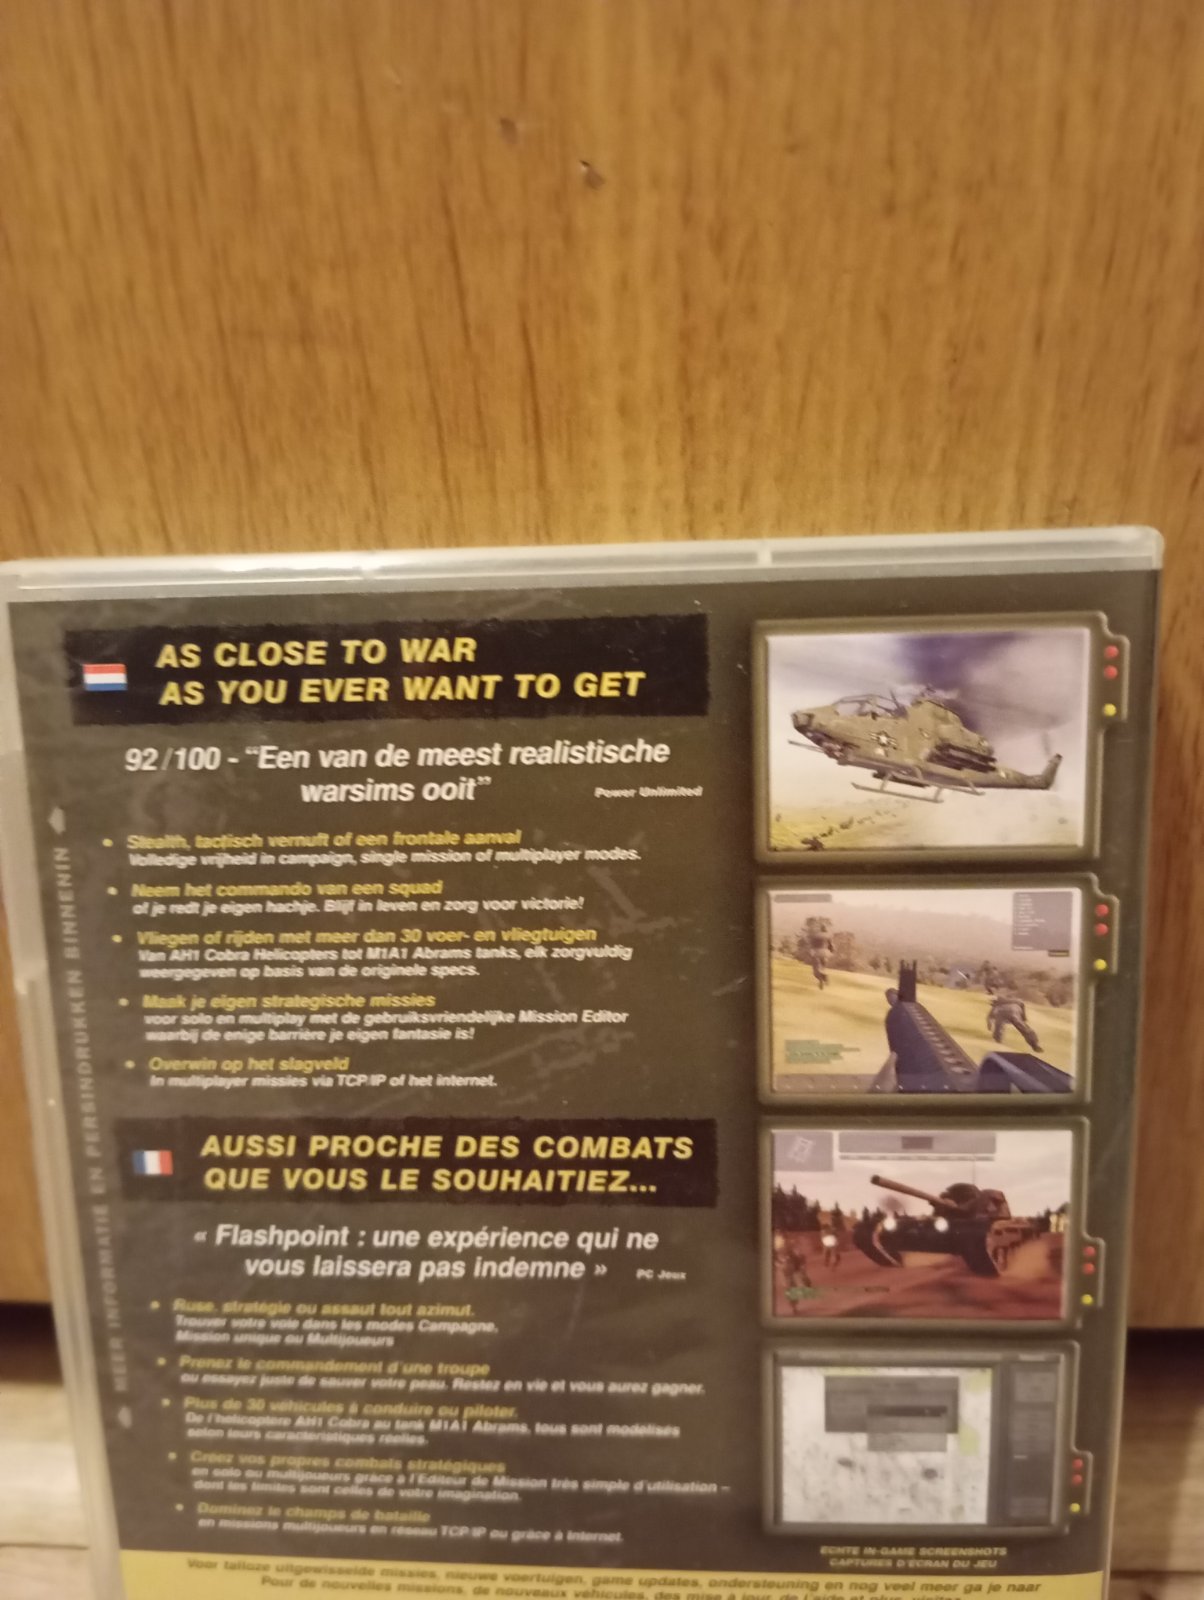 AS CLOSE TO WAR
AS YOU EVER WANT TO GET
92/100 - “Een van de meest realistische
warsims ooit”
Power Unlimited
• Stealth, tactisch vernuft of een frontale aanval
Volledige vrijheid in campaign, single mission of multiplayer modes.
• Neem het commando van een squad
of je redt je eigen hachje. Blijf in leven en zorg voor victorie!
• Vliegen of rijden met meer dan 30 voer- en vliegtuigen
Van AH1 Cobra Helicopters tot M1A1 Abrams tanks, elk zorgvuldig
weergegeven op basis van de originele specs.
• Maak je eigen strategische missies
voor solo en multiplay met de gebruiksvriendelijke Mission Editor
waarbij de enige barrière je eigen fantasie is!
• Overwin op het slagveld
In multiplayer missies via TCP/IP of het internet.
MEER INFORMATIE EN PERSINDRUKKEN BINNENIN
AUSSI PROCHE DES COMBATS
QUE VOUS LE SOUHAITIEZ...
« Flashpoint : une expérience qui ne
vous laissera pas indemne »
PC Jeux
• Ruse, stratégie ou assaut tout azimut.
Trouver votre voie dans les modes Campagne,
Mission unique ou Multijoueurs
• Prenez le commandement d'une troupe
ou essayez juste de sauver votre peau. Restez en vie et vous aurez gagner.
• Plus de 30 véhicules à conduire ou piloter.
De l'hélicoptère AH1 Cobra au tank M1A1 Abrams, tous sont modélisés
selon leurs caractéristiques réelles.
• Créez vos propres combats stratégiques
en solo ou multijoueurs grâce à l'Editeur de Mission très simple d'utilisation –
dont les limites sont celles de votre imagination.
• Dominez le champs de bataille
en missions multijoueurs en réseau TCP/IP ou grâce à Internet.
ECHTE IN-GAME SCREENSHOTS
CAPTURES D'ECRAN DU JEU
Voor talloze uitgewisselde missies, nieuwe voertuigen, game updates, ondersteuning en nog veel meer ga je naar
Pour de nouvelles missions, de nouveaux véhicules, des mise à jour, de l'aide et plus, visitez